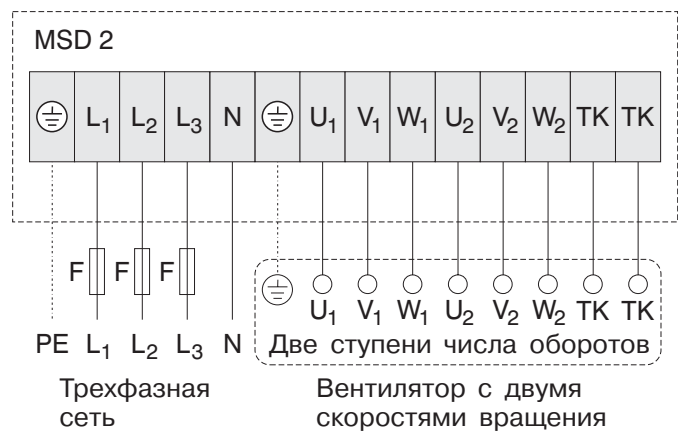 MSD 2
L₁ L₂ L₃ N U₁ V₁ W₁ U₂ V₂ W₂ TK TK
F F F
U₁ V₁ W₁ U₂ V₂ W₂ TK TK
PE L₁ L₂ L₃ N Две ступени числа оборотов
Трехфазная
сеть
Вентилятор с двумя
скоростями вращения